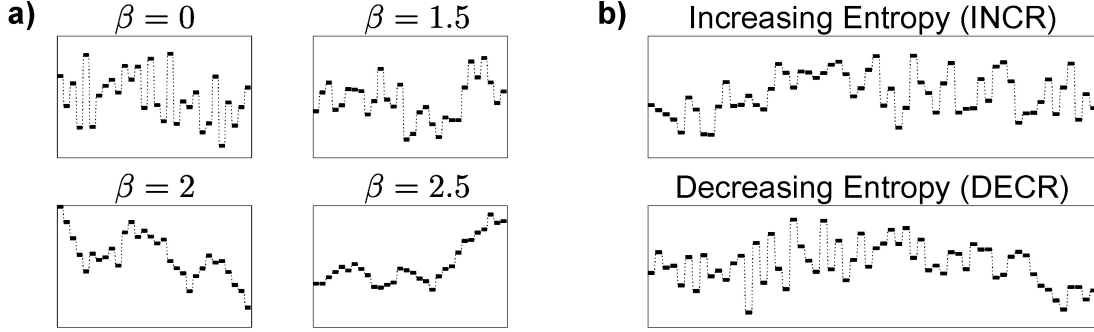 a)
β = 0
β = 1.5
β = 2
β = 2.5
b)
Increasing Entropy (INCR)
Decreasing Entropy (DECR)